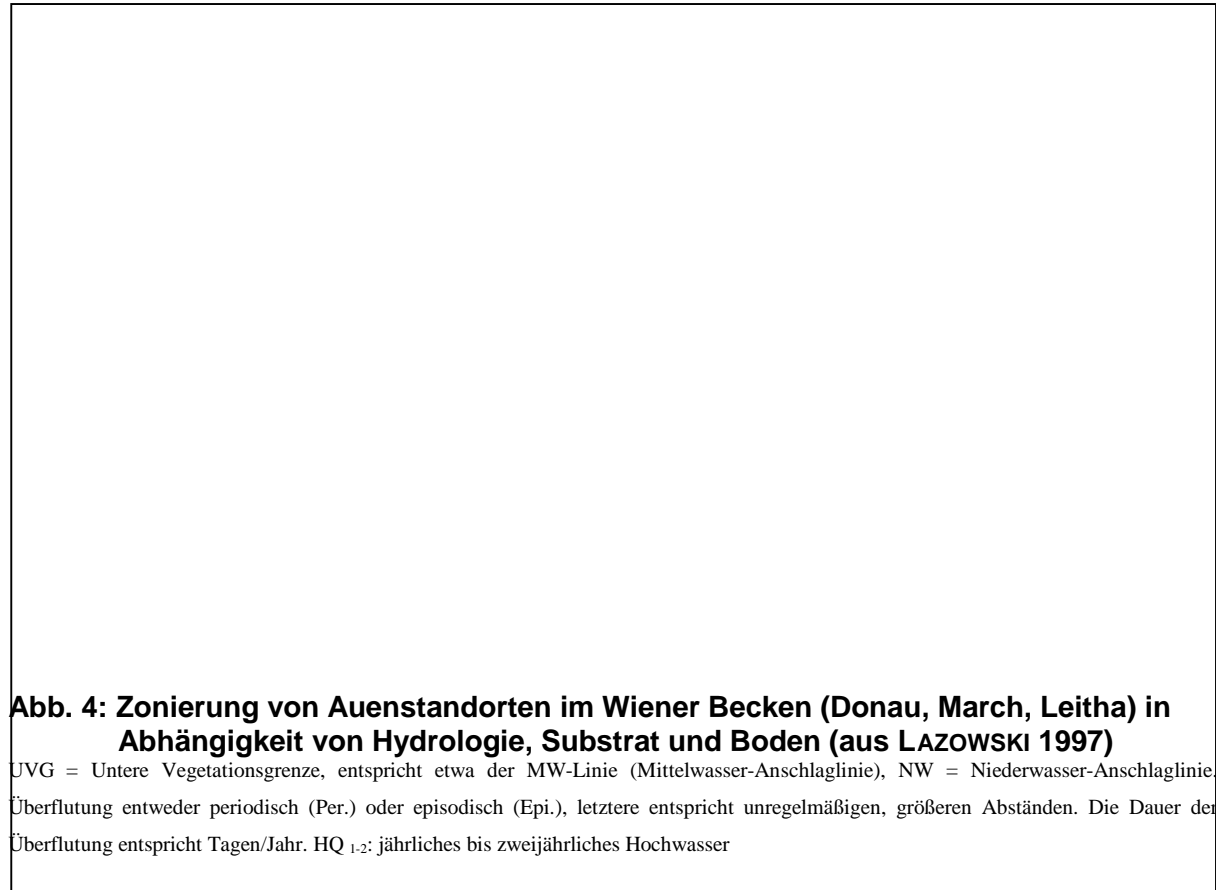 Abb. 4: Zonierung von Auenstandorten im Wiener Becken (Donau, March, Leitha) in
Abhängigkeit von Hydrologie, Substrat und Boden (aus LAZOWSKI 1997)
UVG = Untere Vegetationsgrenze, entspricht etwa der MW-Linie (Mittelwasser-Anschlaglinie), NW = Niederwasser-Anschlaglinie.
Überflutung entweder periodisch (Per.) oder episodisch (Epi.), letztere entspricht unregelmäßigen, größeren Abständen. Die Dauer der
Überflutung entspricht Tagen/Jahr. HQ 1-2: jährliches bis zweijährliches Hochwasser